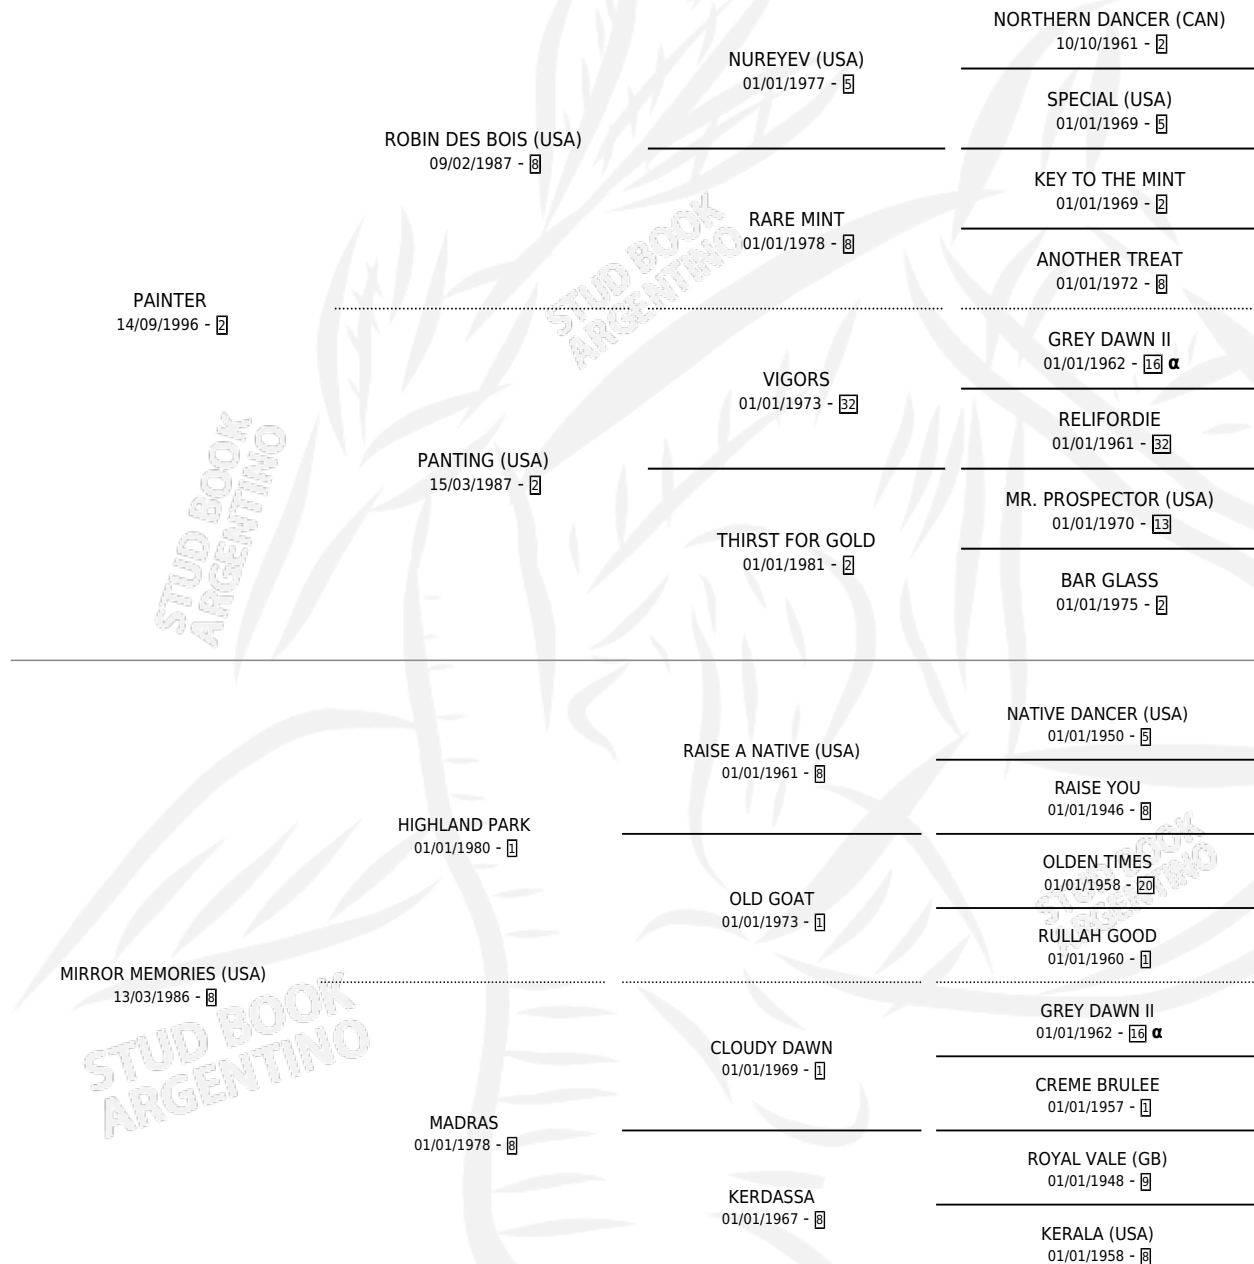 NORTHERN DANCER (CAN)
10/10/1961 - 2
NUREYEV (USA)
01/01/1977 - 5
SPECIAL (USA)
01/01/1969 - 5
ROBIN DES BOIS (USA)
09/02/1987 - 8
KEY TO THE MINT
01/01/1969 - 2
RARE MINT
01/01/1978 - 8
ANOTHER TREAT
01/01/1972 - 8
PAINTER
14/09/1996 - 2
GREY DAWN II
01/01/1962 - 16 α
VIGORS
01/01/1973 - 32
RELIFORDIE
01/01/1961 - 32
PANTING (USA)
15/03/1987 - 2
MR. PROSPECTOR (USA)
01/01/1970 - 13
THIRST FOR GOLD
01/01/1981 - 2
BAR GLASS
01/01/1975 - 2
NATIVE DANCER (USA)
01/01/1950 - 5
RAISE A NATIVE (USA)
01/01/1961 - 8
RAISE YOU
01/01/1946 - 8
HIGHLAND PARK
01/01/1980 - 1
OLDEN TIMES
01/01/1958 - 20
OLD GOAT
01/01/1973 - 1
RULLAH GOOD
01/01/1960 - 1
MIRROR MEMORIES (USA)
13/03/1986 - 8
GREY DAWN II
01/01/1962 - 16 α
CLOUDY DAWN
01/01/1969 - 1
CREME BRULEE
01/01/1957 - 1
MADRAS
01/01/1978 - 8
ROYAL VALE (GB)
01/01/1948 - 9
KERDASSA
01/01/1967 - 8
KERALA (USA)
01/01/1958 - 8
STUD BOOK
ARGENTINO
STUD BOOK
ARGENTINO
STUD BOOK
ARGENTINO
STUD BOOK
ARGENTINO